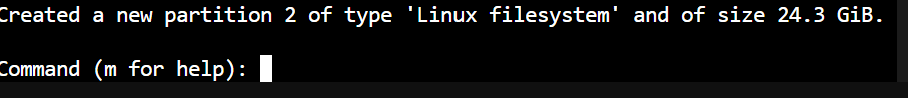 Created a new partition 2 of type 'Linux filesystem' and of size 24.3 GiB.
Command (m for help):